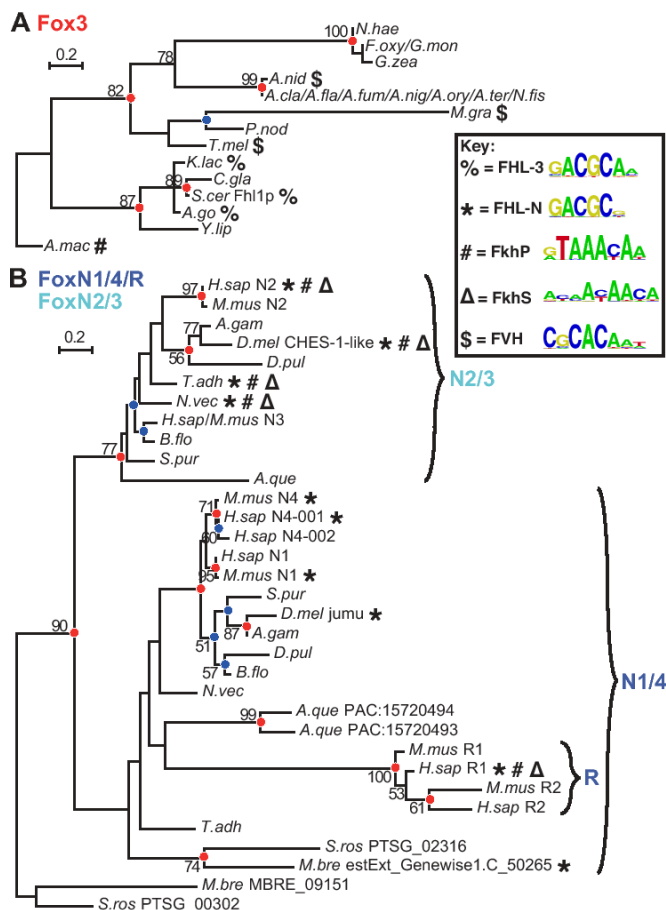 A Fox3
0.2
100
N.hae
F.oxy/G.mon
G.zea
78
82
99
A.nid $
A.cla/A.fla/A.fum/A.nig/A.ory/A.ter/N.fis
M.gra $
P.nod
T.mel $
K.lac %
89
C.gla
S.cer Fhl1p %
87
A.go %
Y.lip
A.mac #
Key:
% = FHL-3 GACGCAA
* = FHL-N GACGC
# = FkhP GTAAACAA
Δ = FkhS AACAACA
$ = FVH CGCACAAT
B FoxN1/4/R
FoxN2/3
0.2
97
H.sap N2 * # Δ
M.mus N2
77
A.gam
D.mel CHES-1-like * # Δ
56
D.pul
T.adh * # Δ
N.vec * # Δ
H.sap/M.mus N3
B.flo
77
S.pur
A.que
N2/3
71
M.mus N4 *
H.sap N4-001 *
60
H.sap N4-002
H.sap N1
95
M.mus N1 *
S.pur
D.mel jumu *
87
A.gam
51
D.pul
57
B.flo
90
N.vec
N1/4
99
A.que PAC:15720494
A.que PAC:15720493
M.mus R1
100
H.sap R1 * # Δ
R
53
M.mus R2
61
H.sap R2
T.adh
S.ros PTSG_02316
74
M.bre estExt_Genewise1.C_50265 *
M.bre MBRE_09151
S.ros PTSG_00302